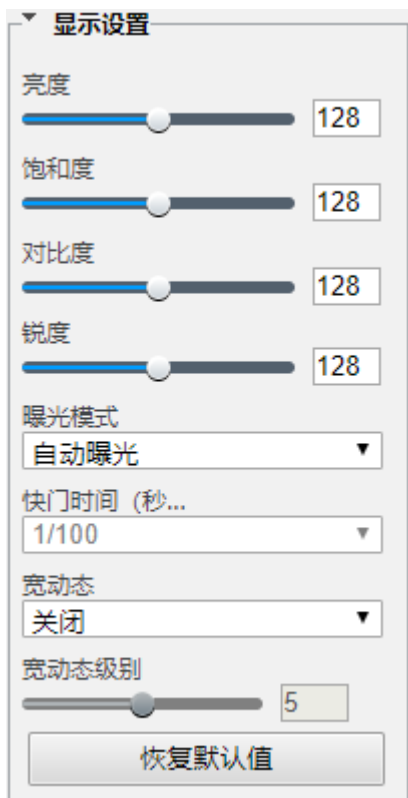 显示设置
亮度
128
饱和度
128
对比度
128
锐度
128
曝光模式
自动曝光
快门时间 (秒...
1/100
宽动态
关闭
宽动态级别
5
恢复默认值